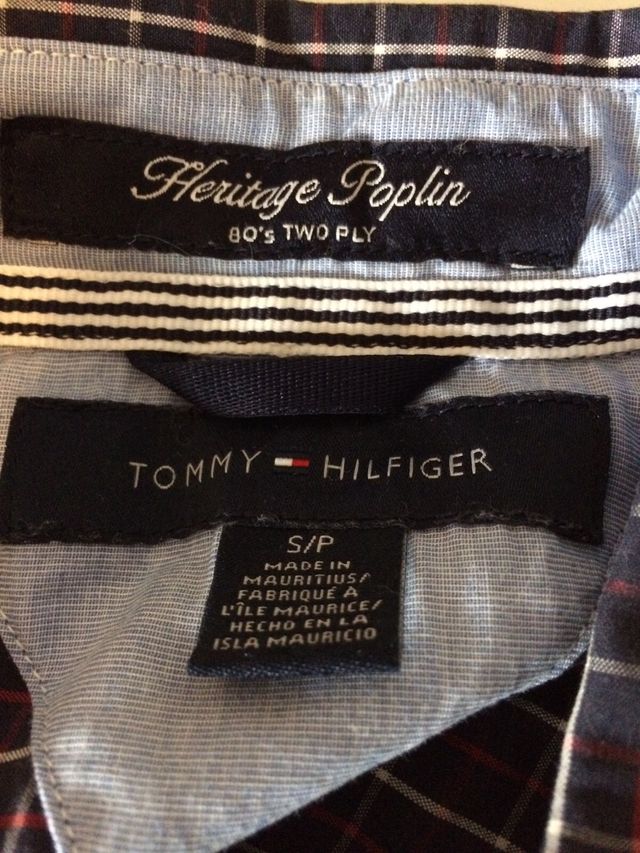 Heritage Poplin
80's TWO PLY
TOMMY HILFIGER
S/P
MADE IN
MAURITIUS/
FABRIQUÉ À
L'ÎLE MAURICE/
HECHO EN LA
ISLA MAURICIO